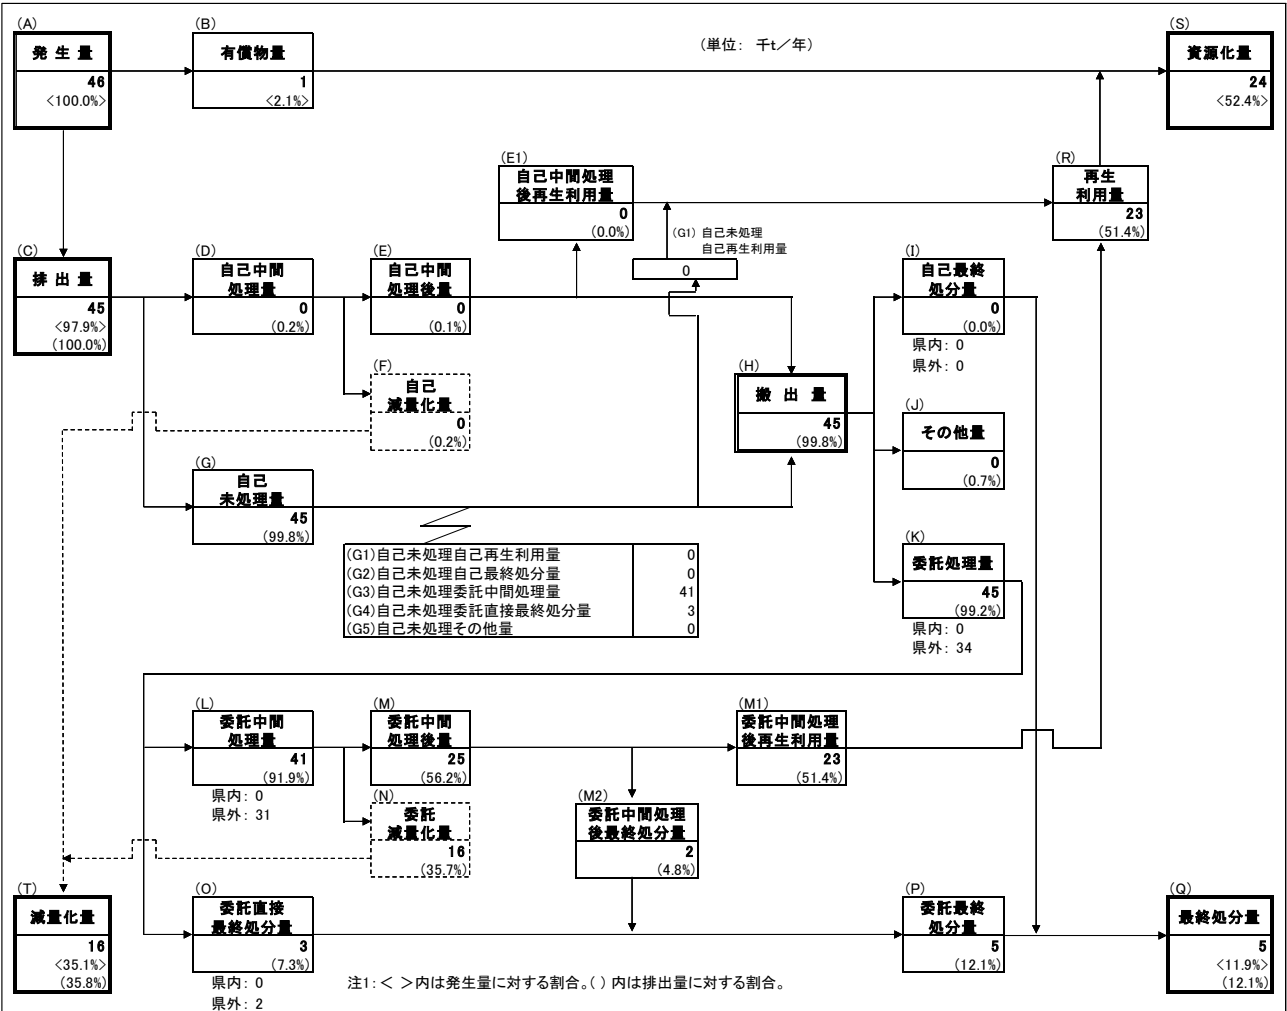 (A)
発 生 量
46
<100.0%>
(B)
有償物量
1
<2.1%>
(単位: 千t/年)
(S)
資源化量
24
<52.4%>
(E1)
自己中間処理
後再生利用量
0
(0.0%)
(G1) 自己未処理
自己再生利用量
0
(R)
再生
利用量
23
(51.4%)
(C)
排 出 量
45
<97.9%>
(100.0%)
(D)
自己中間
処理量
0
(0.2%)
(E)
自己中間
処理後量
0
(0.1%)
(F)
自己
減量化量
0
(0.2%)
(G)
自己
未処理量
45
(99.8%)
(H)
搬 出 量
45
(99.8%)
(I)
自己最終
処分量
0
(0.0%)
県内: 0
県外: 0
(J)
その他量
0
(0.7%)
(K)
委託処理量
45
(99.2%)
県内: 0
県外: 34
(G1)自己未処理自己再生利用量 0
(G2)自己未処理自己最終処分量 0
(G3)自己未処理委託中間処理量 41
(G4)自己未処理委託直接最終処分量 3
(G5)自己未処理その他量 0
(L)
委託中間
処理量
41
(91.9%)
県内: 0
県外: 31
(M)
委託中間
処理後量
25
(56.2%)
(N)
委託
減量化量
16
(35.7%)
(M1)
委託中間処理
後再生利用量
23
(51.4%)
(M2)
委託中間処理
後最終処分量
2
(4.8%)
(T)
減量化量
16
<35.1%>
(35.8%)
(O)
委託直接
最終処分量
3
(7.3%)
県内: 0
県外: 2
(P)
委託最終
処分量
5
(12.1%)
(Q)
最終処分量
5
<11.9%>
(12.1%)
注1:< >内は発生量に対する割合。( )内は排出量に対する割合。